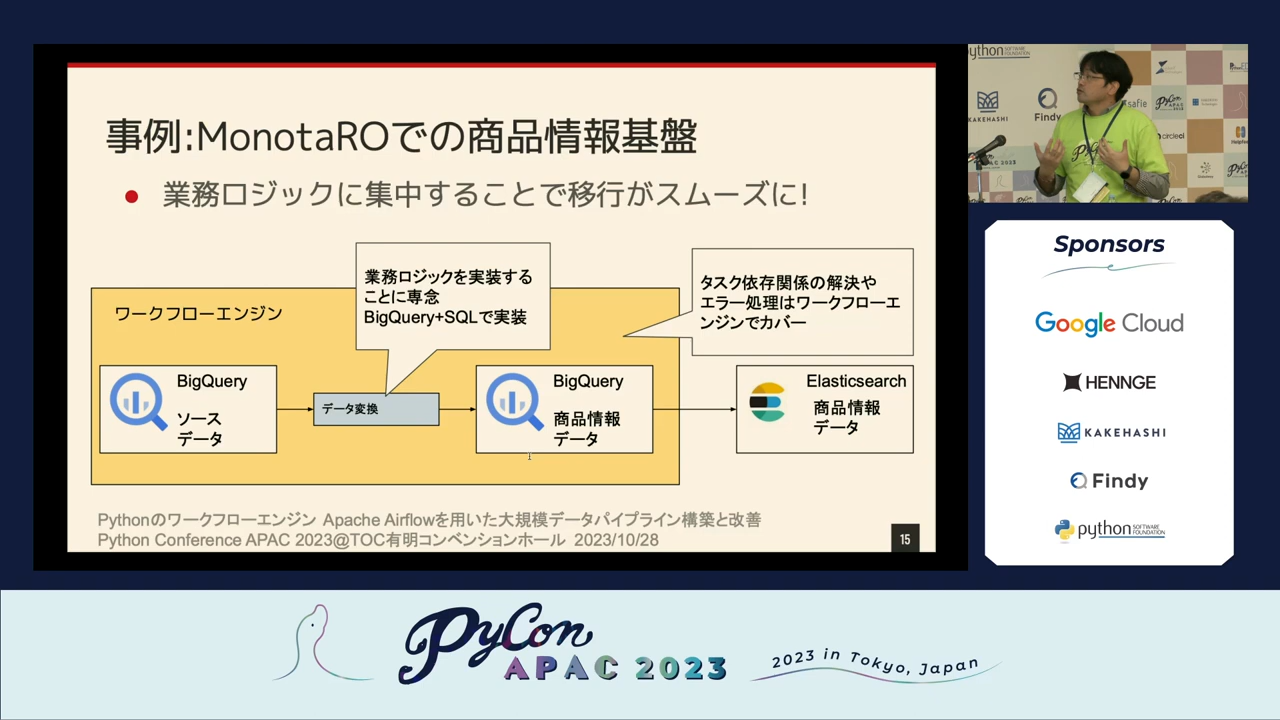 事例:MonotaROでの商品情報基盤
● 業務ロジックに集中することで移行がスムーズに!
業務ロジックを実装する
ことに専念
BigQuery+SQLで実装
タスク依存関係の解決や
エラー処理はワークフローエ
ンジンでカバー
ワークフローエンジン
BigQuery
ソース
データ
データ変換
BigQuery
商品情報
データ
Elasticsearch
商品情報
データ
Pythonのワークフローエンジン Apache Airflowを用いた大規模データパイプライン構築と改善
Python Conference APAC 2023@TOC有明コンベンションホール 2023/10/28
15
ython
SOFTWARE
FOUNDATION
KAKEHASHI
Findy
safie
PyCon
APAC
circleci
APAC 2023
Sponsors
Google Cloud
HENNGE
KAKEHASHI
Findy
python SOFTWARE
FOUNDATION
PyCon
APAC 2023
2023 in Tokyo, Japan